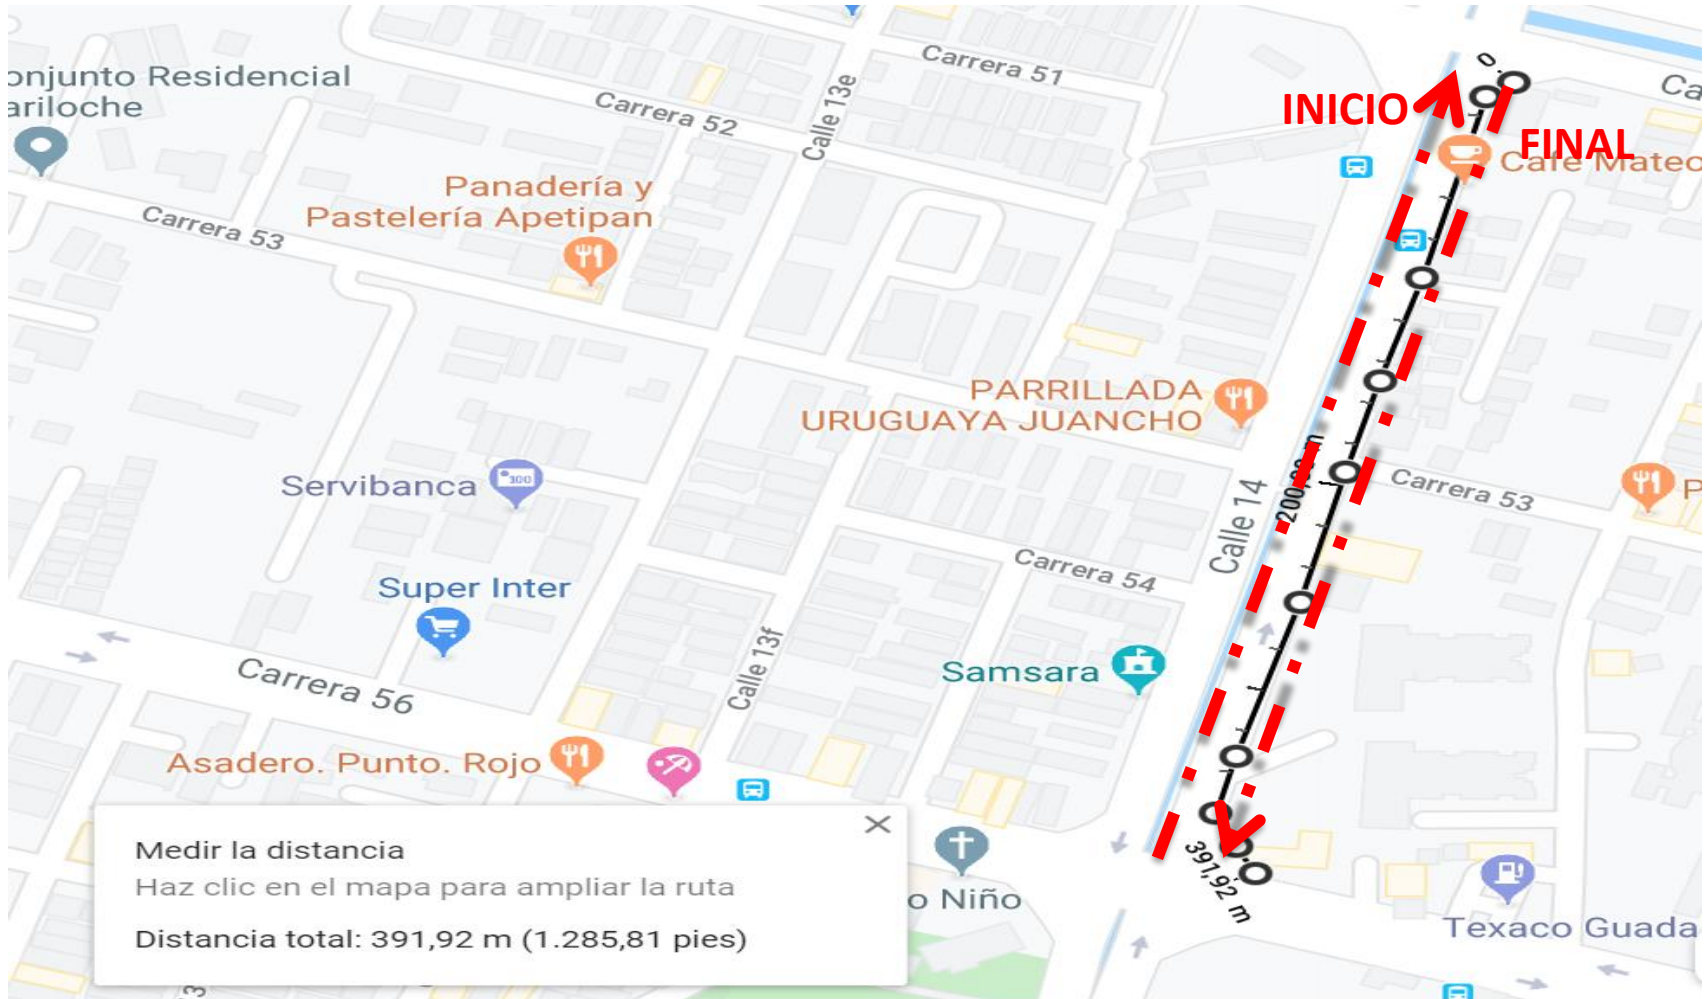 Carrera 51
onjunto Residencial
ariloche
Carrera 52
Calle 13e
INICIO
0.
Ca
FINAL
Cafe Mateo
Panadería y
Pastelería Apetipan
Carrera 53
PARRILLADA
URUGUAYA JUANCHO
Servibanca
Calle 14
Carrera 53
P
Carrera 54
Super Inter
Calle 13f
Samsara
Carrera 56
Asadero. Punto. Rojo
Medir la distancia
Haz clic en el mapa para ampliar la ruta
Distancia total: 391,92 m (1.285,81 pies)
o Niño
391,92 m
Texaco Guada